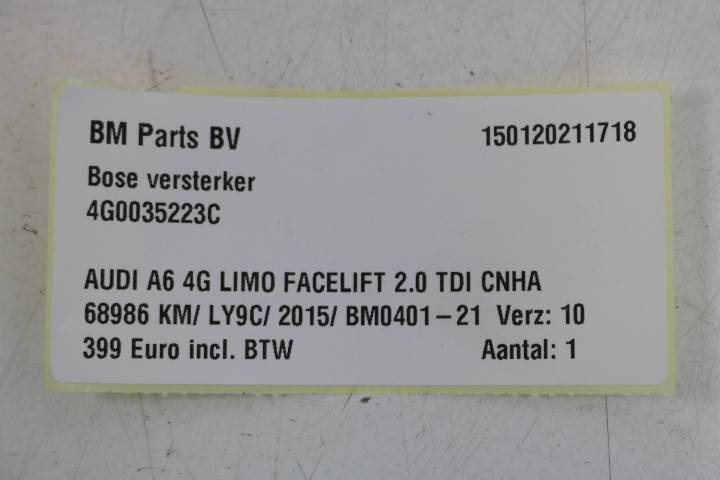 BM Parts BV 150120211718
Bose versterker
4G0035223C
AUDI A6 4G LIMO FACELIFT 2.0 TDI CNHA
68986 KM/ LY9C/ 2015/ BM0401-21 Verz: 10
399 Euro incl. BTW Aantal: 1